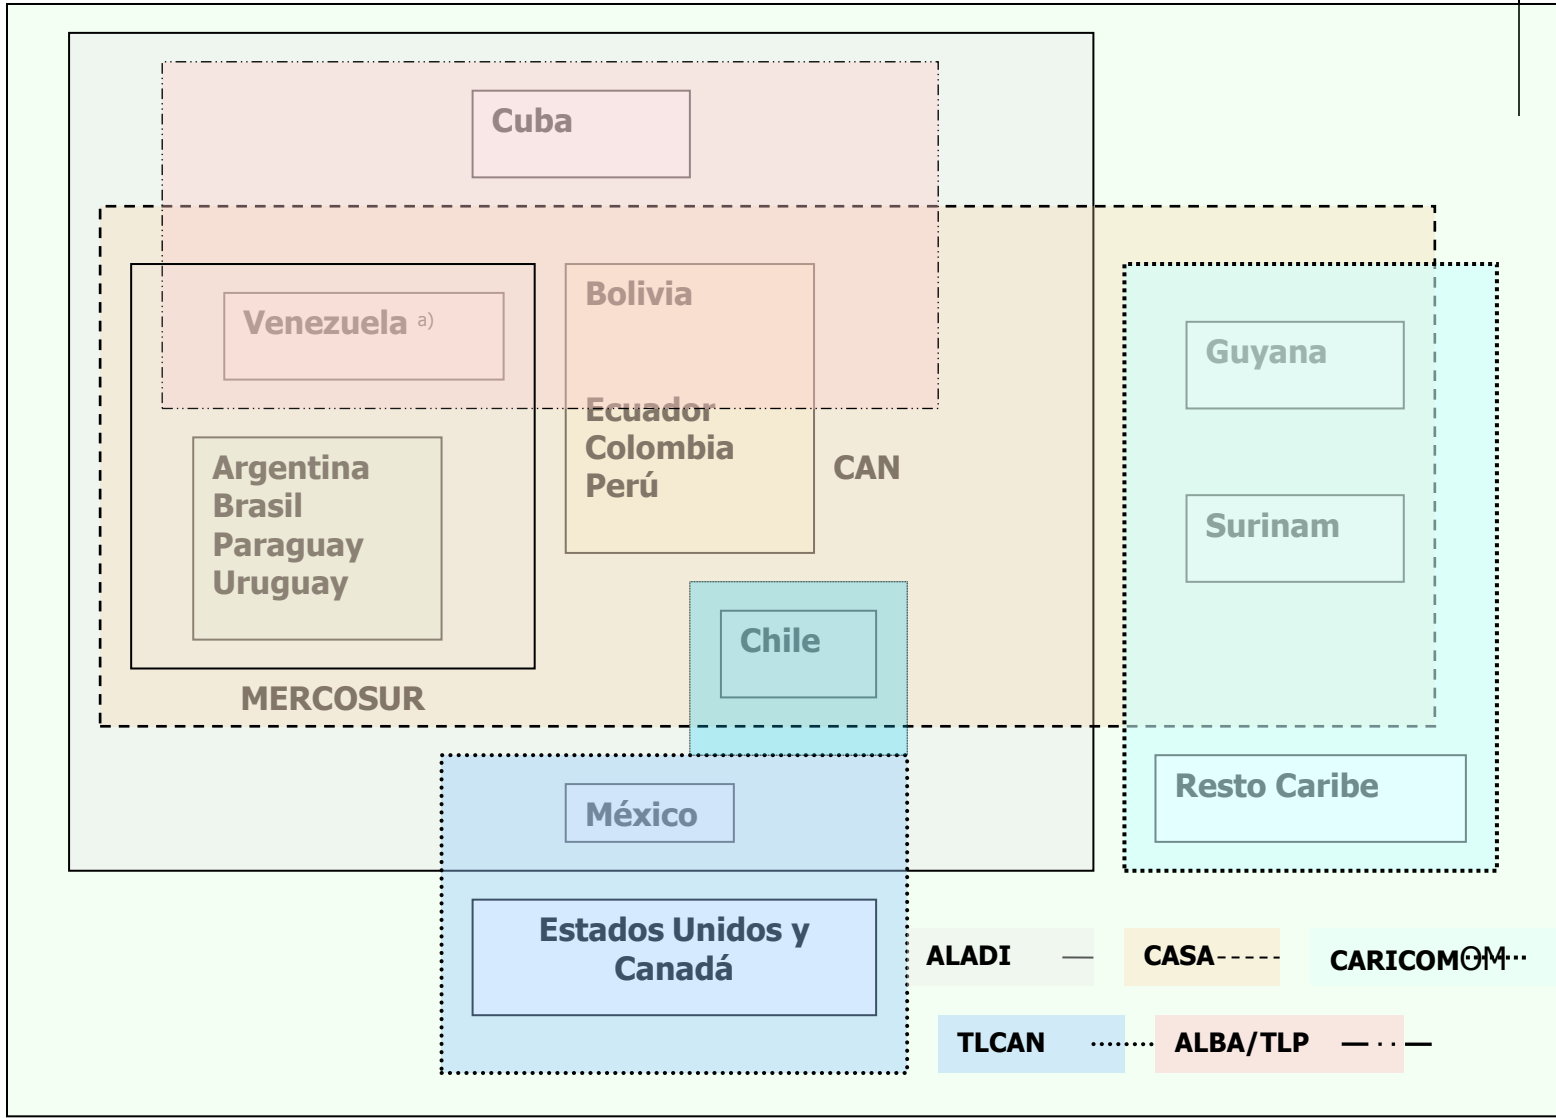 Cuba
Venezuela a)
Bolivia
Ecuador
Colombia
Perú
CAN
Argentina
Brasil
Paraguay
Uruguay
MERCOSUR
Chile
Guyana
Surinam
Resto Caribe
México
Estados Unidos y
Canadá
ALADI
CASA
CARICOMOM
TLCAN
ALBA/TLP